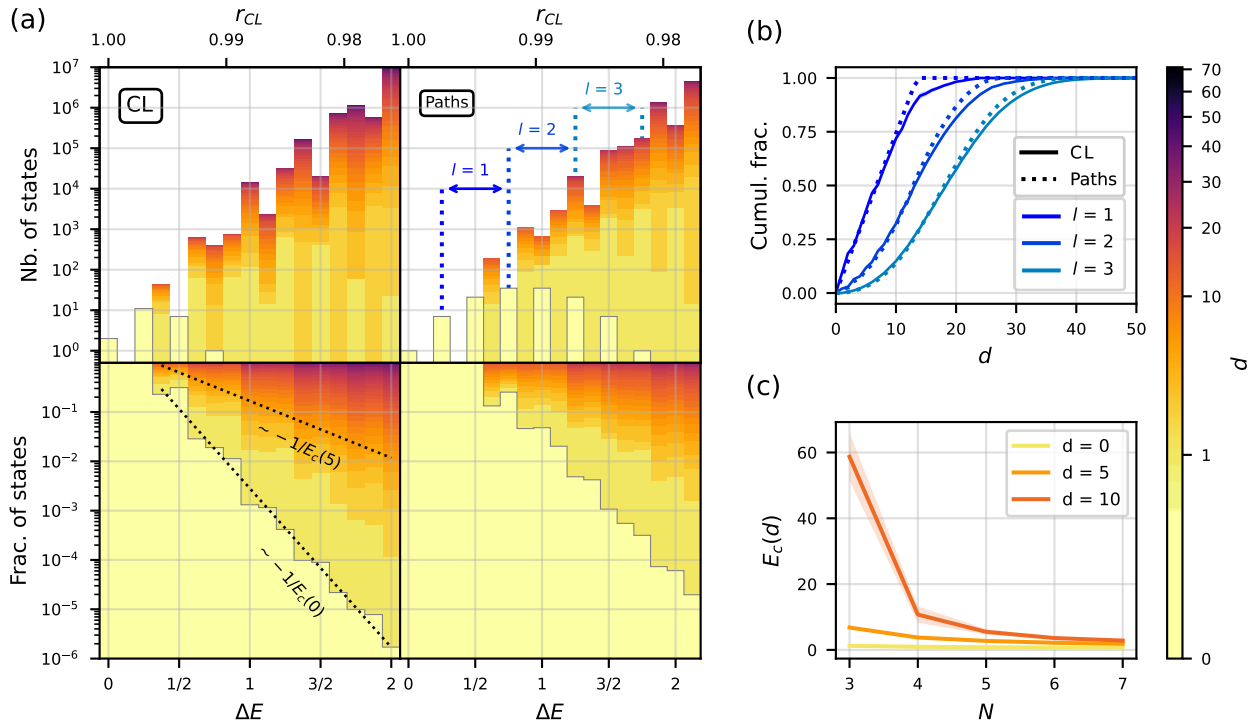 (a)
r_CL
r_CL
1.00 0.99 0.98
1.00 0.99 0.98
Nb. of states
10^7
10^6
10^5
10^4
10^3
10^2
10^1
10^0
CL
Paths
l = 1
l = 2
l = 3
Frac. of states
10^−1
10^−2
10^−3
10^−4
10^−5
10^−6
~ −1/E_c(5)
~ −1/E_c(0)
0 1/2 1 3/2 2
0 1/2 1 3/2 2
ΔE
ΔE
(b)
Cumul. frac.
1.00
0.75
0.50
0.25
0.00
CL
Paths
l = 1
l = 2
l = 3
0 10 20 30 40 50
d
(c)
E_c(d)
60
40
20
0
d = 0
d = 5
d = 10
3 4 5 6 7
N
70
60
50
40
30
20
10
1
0
d